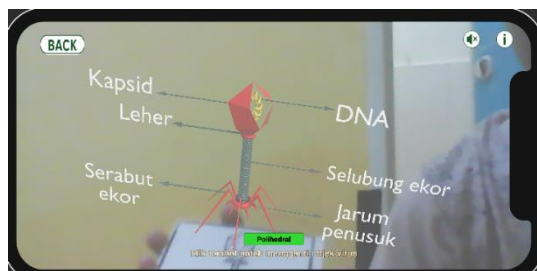 BACK
Kapsid
Leher
DNA
Serabut
ekor
Selubung ekor
Jarum
penusuk
Polihedral